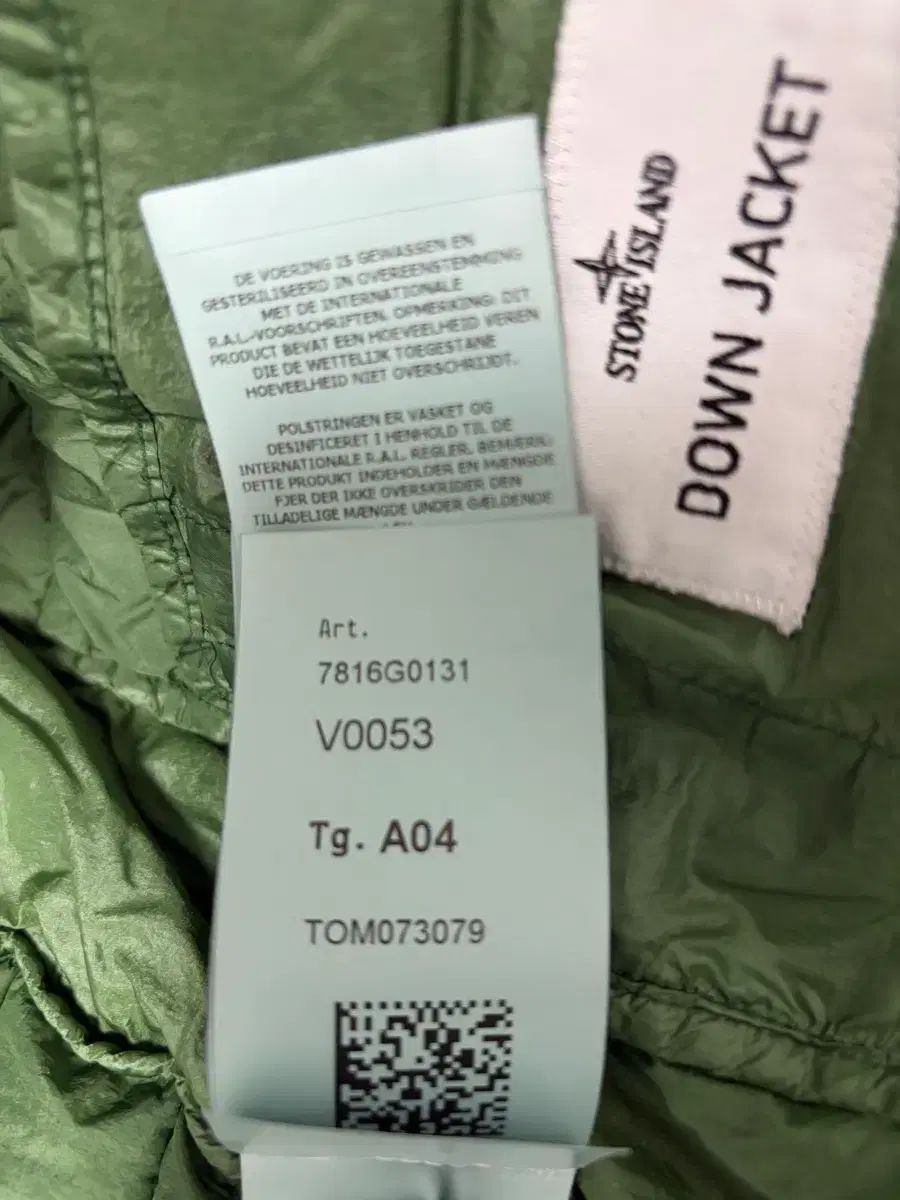 DE VOERING IS GEWASSEN EN
GESTERILISEERD IN OVEREENSTEMMING
MET DE INTERNATIONALE
R.A.L.-VOORSCHRIFTEN. OPMERKING: DIT
PRODUCT BEVAT EEN HOEVEELHEID VEREN
DIE DE WETTELIJK TOEGESTANE
HOEVEELHEID NIET OVERSCHRIJDT.
POLSTRINGEN ER VASKET OG
DESINFICERET I HENHOLD TIL DE
INTERNATIONALE R.A.L. REGLER. BEMÆRK:
DETTE PRODUKT INDEHOLDER EN MÆNGDE
FJER DER IKKE OVERSKRIDER DEN
TILLADELIGE MÆNGDE UNDER GÆLDENDE
STONE ISLAND
DOWN JACKET
Art.
7816G0131
V0053
Tg. A04
TOM073079